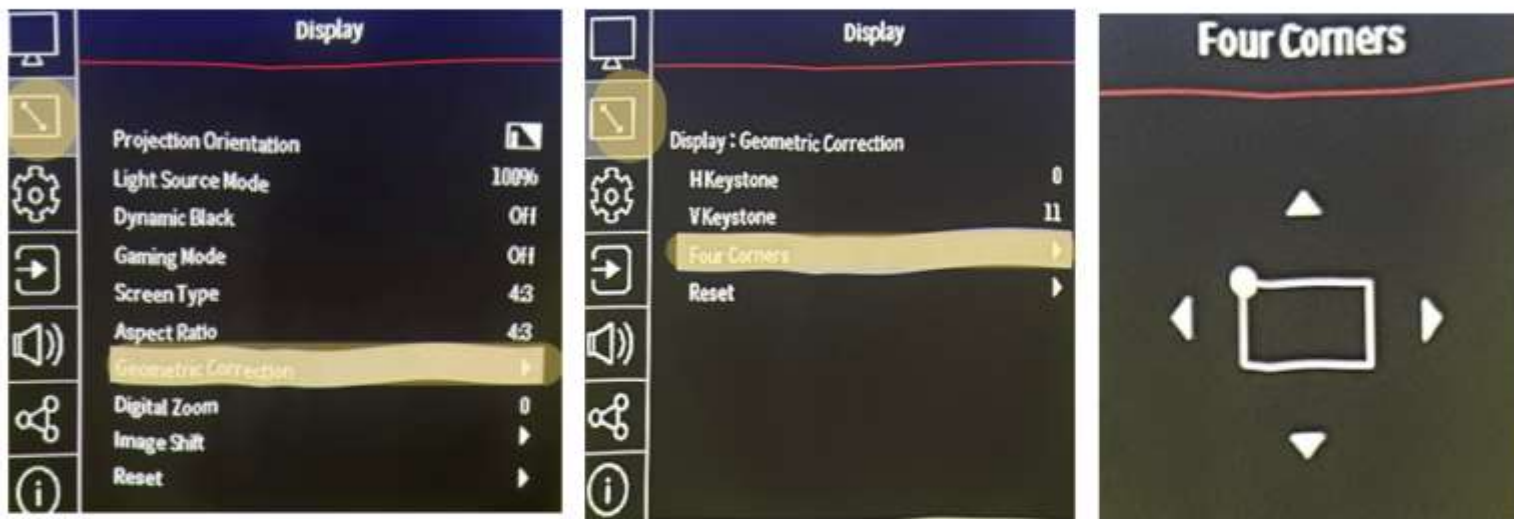 Display
Projection Orientation
Light Source Mode 100%
Dynamic Black Off
Gaming Mode Off
Screen Type 4:3
Aspect Ratio 4:3
Geometric Correction
Digital Zoom 0
Image Shift
Reset
Display
Display : Geometric Correction
H Keystone 0
V Keystone 11
Four Corners
Reset
Four Corners